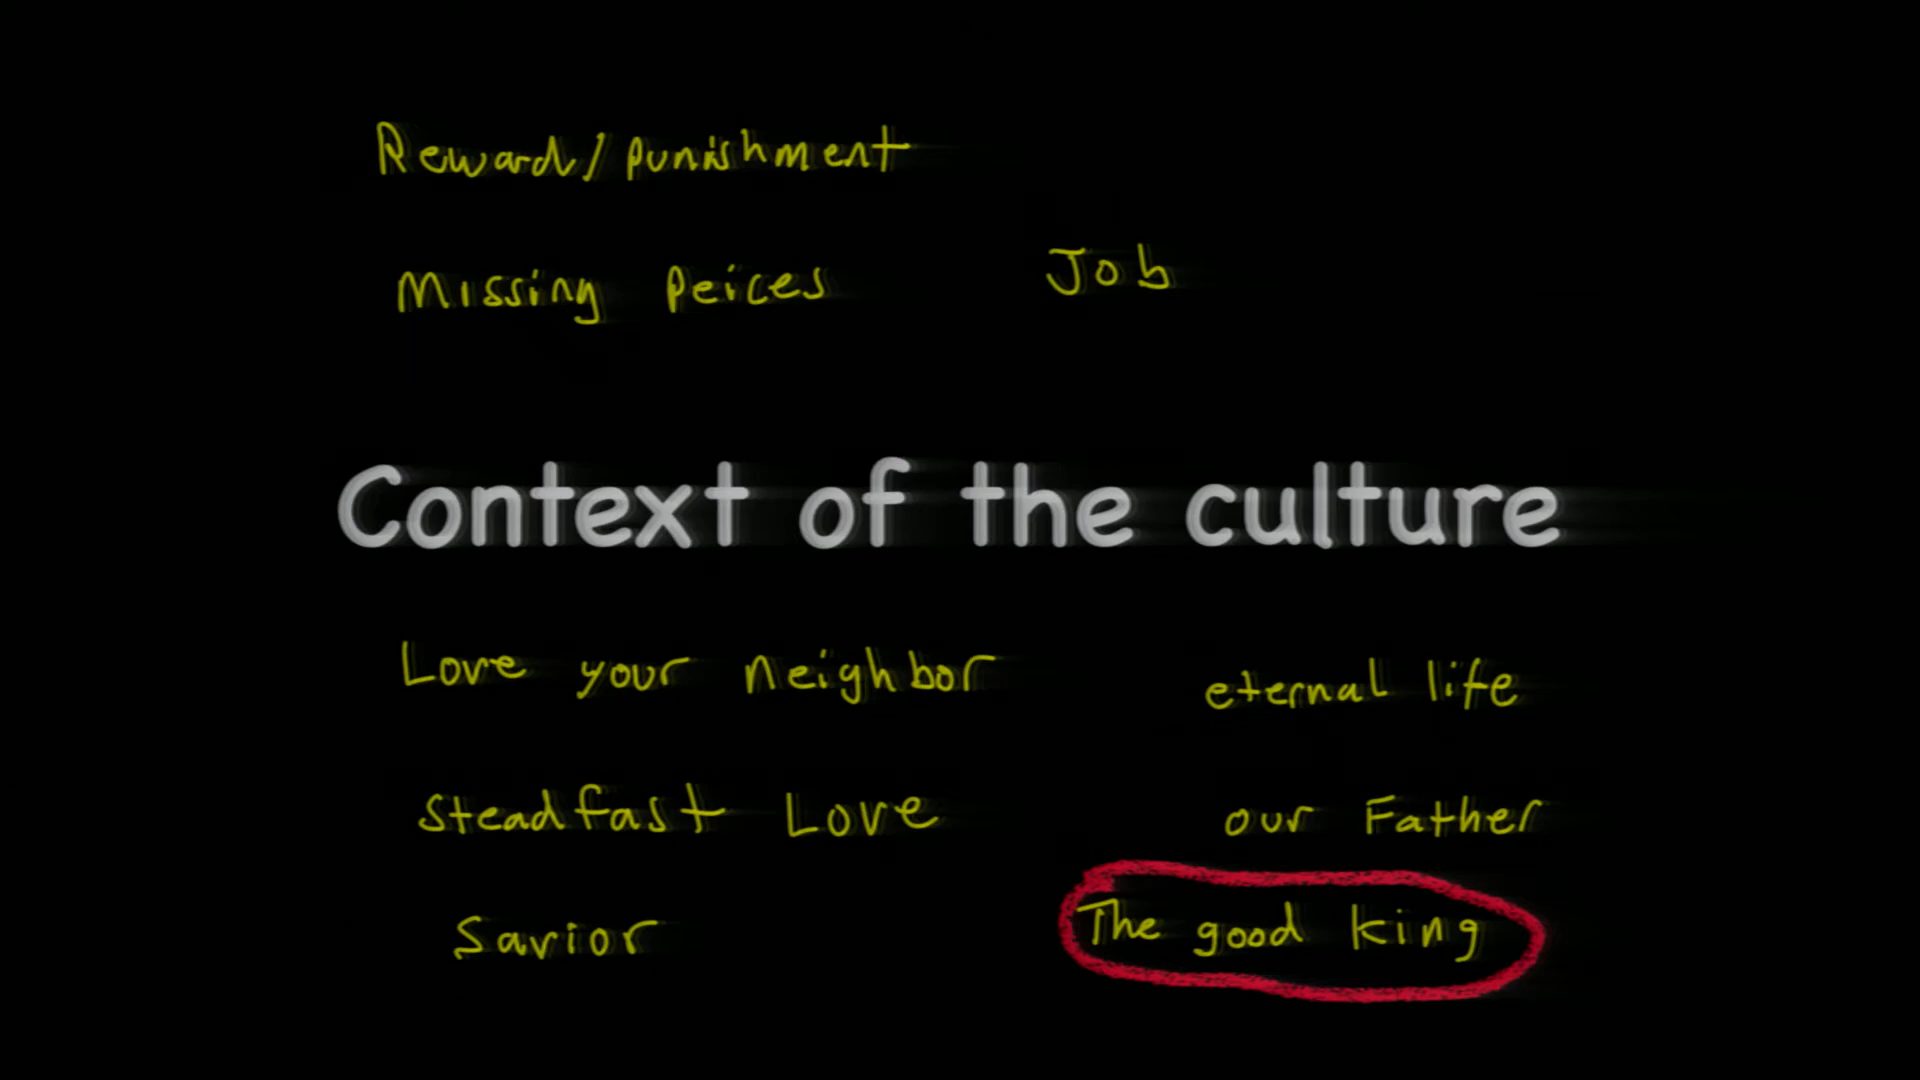 Reward/punishment
Missing Peices
Job
Context of the culture
Love your neighbor
eternal life
Steadfast Love
our Father
Savior
The good king